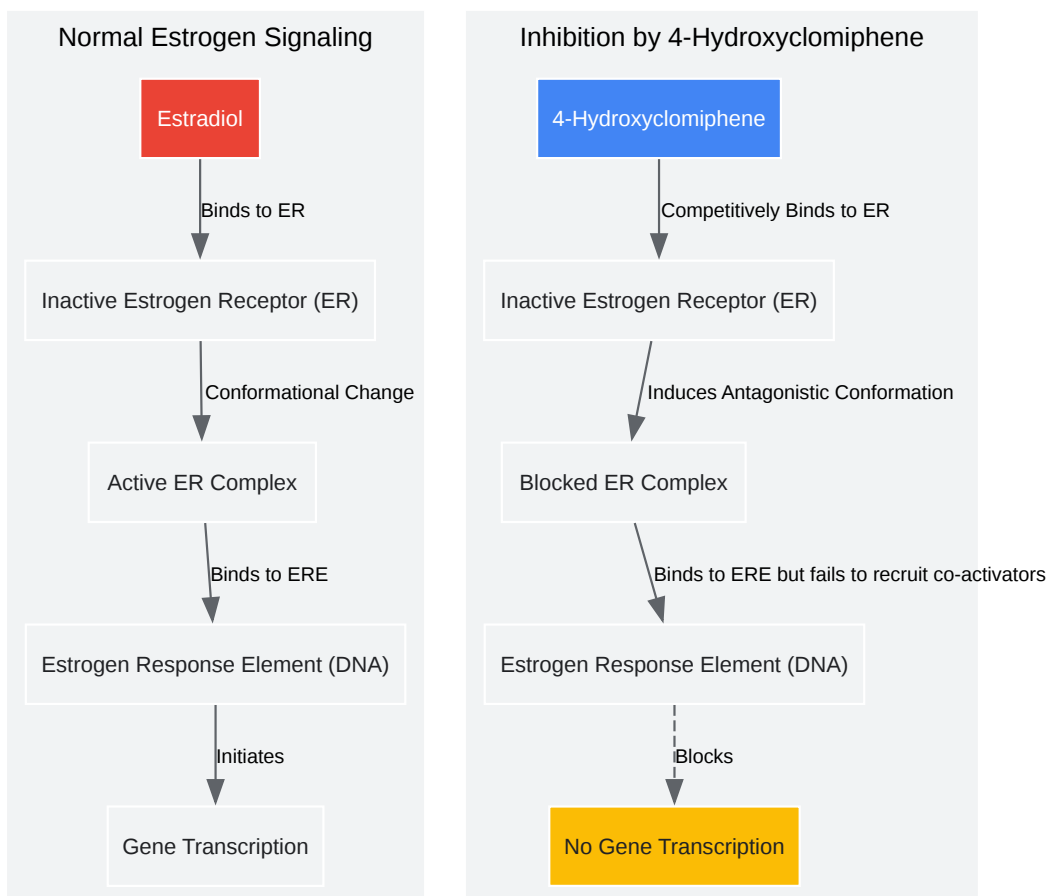 Normal Estrogen Signaling
Estradiol
Binds to ER
Inactive Estrogen Receptor (ER)
Conformational Change
Active ER Complex
Binds to ERE
Estrogen Response Element (DNA)
Initiates
Gene Transcription
Inhibition by 4-Hydroxyclomiphene
4-Hydroxyclomiphene
Competitively Binds to ER
Inactive Estrogen Receptor (ER)
Induces Antagonistic Conformation
Blocked ER Complex
Binds to ERE but fails to recruit co-activators
Estrogen Response Element (DNA)
Blocks
No Gene Transcription